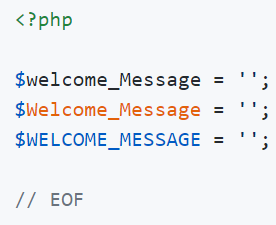 <?php
$welcome_Message = '';
$Welcome_Message = '';
$WELCOME_MESSAGE = '';
// EOF